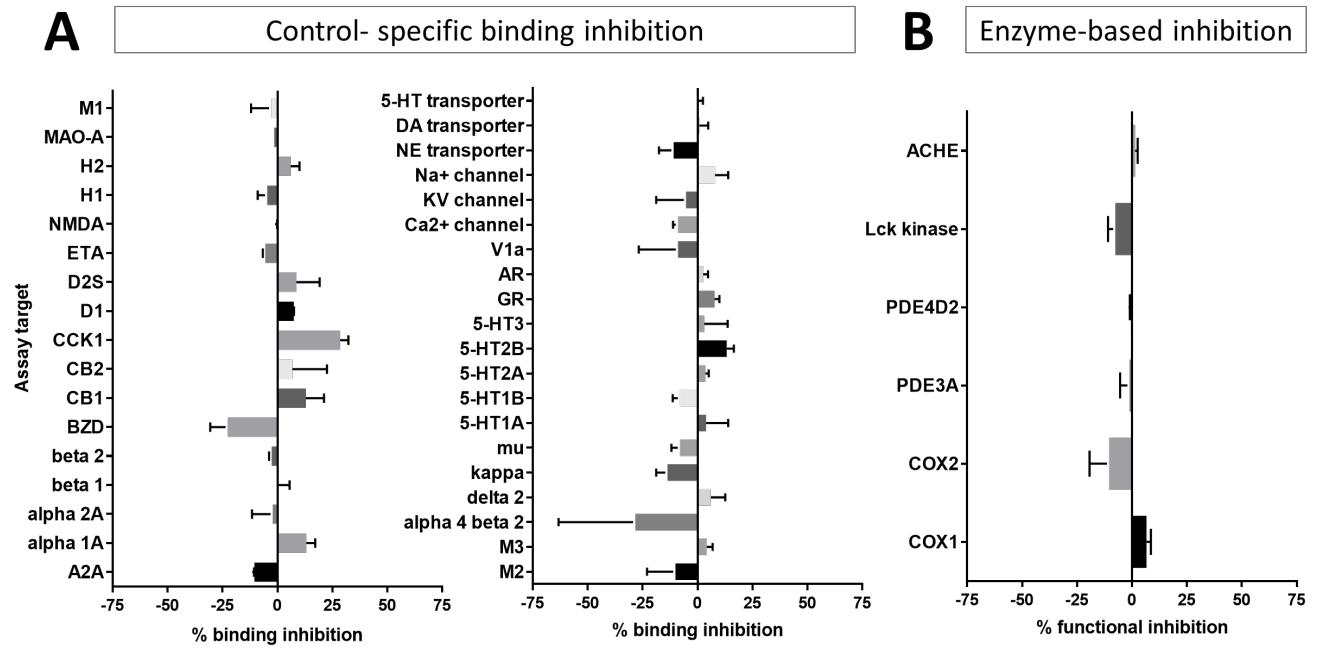 A
Control- specific binding inhibition
B
Enzyme-based inhibition
Assay target
M1
MAO-A
H2
H1
NMDA
ETA
D2S
D1
CCK1
CB2
CB1
BZD
beta 2
beta 1
alpha 2A
alpha 1A
A2A
-75 -50 -25 0 25 50 75
% binding inhibition
5-HT transporter
DA transporter
NE transporter
Na+ channel
KV channel
Ca2+ channel
V1a
AR
GR
5-HT3
5-HT2B
5-HT2A
5-HT1B
5-HT1A
mu
kappa
delta 2
alpha 4 beta 2
M3
M2
-75 -50 -25 0 25 50 75
% binding inhibition
ACHE
Lck kinase
PDE4D2
PDE3A
COX2
COX1
-75 -50 -25 0 25 50 75
% functional inhibition